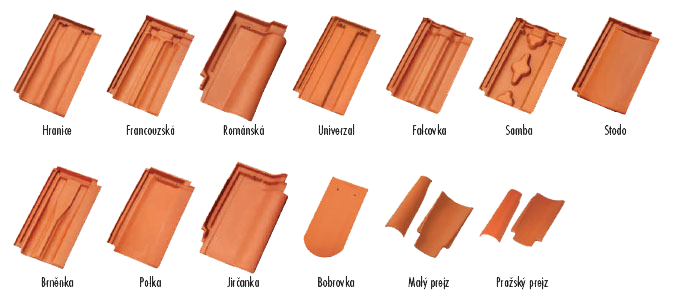 Hranice Francouzská Románská Univerzal Falcovka Samba Stodo
Brněnka Polka Jirčanka Bobrovka Malý prejz Pražský prejz